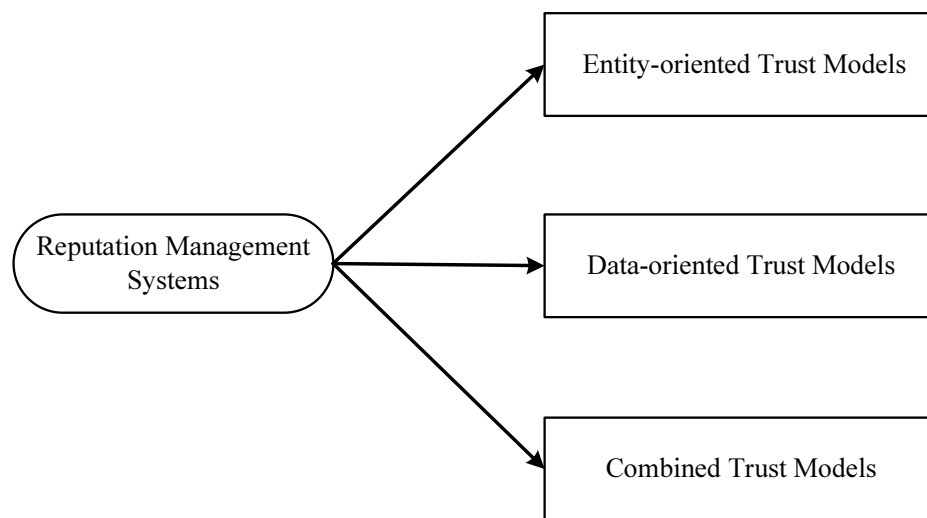 Entity-oriented Trust Models
Reputation Management
Systems
Data-oriented Trust Models
Combined Trust Models